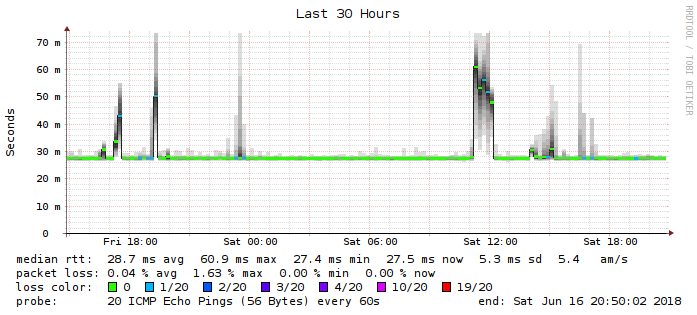 Last 30 Hours
RRDTOOL / TOBI OETIKER
Seconds
70 m
60 m
50 m
40 m
30 m
20 m
10 m
0
Fri 18:00 Sat 00:00 Sat 06:00 Sat 12:00 Sat 18:00
median rtt: 28.7 ms avg 60.9 ms max 27.4 ms min 27.5 ms now 5.3 ms sd 5.4 am/s
packet loss: 0.04 % avg 1.63 % max 0.00 % min 0.00 % now
loss color: 0 1/20 2/20 3/20 4/20 10/20 19/20
probe: 20 ICMP Echo Pings (56 Bytes) every 60s end: Sat Jun 16 20:50:02 2018